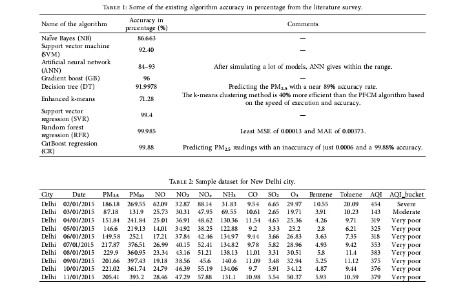 TABLE 1: Some of the existing algorithm accuracy in percentage from the literature survey.
Name of the algorithm Accuracy in percentage (%) Comments
Naïve Bayes (NB) 86.663 —
Support vector machine (SVM) 92.40 —
Artificial neural network (ANN) 84–93 After simulating a lot of models, ANN gives within the range.
Gradient boost (GB) 96 —
Decision tree (DT) 91.9978 Predicting the PM2.5 with a near 89% accuracy rate.
Enhanced k-means 71.28 The k-means clustering method is 40% more efficient than the PFCM algorithm based on the speed of execution and accuracy.
Support vector regression (SVR) 99.4 —
Random forest regression (RFR) 99.985 Least MSE of 0.00013 and MAE of 0.00373.
CatBoost regression (CR) 99.88 Predicting PM2.5 readings with an inaccuracy of just 0.0006 and a 99.88% accuracy.
TABLE 2: Sample dataset for New Delhi city.
City Date PM2.5 PM10 NO NO2 NOx NH3 CO SO2 O3 Benzene Toluene AQI AQI_bucket
Delhi 02/01/2015 186.18 269.55 62.09 32.87 88.14 31.83 9.54 6.65 29.97 10.55 20.09 454 Severe
Delhi 02/01/2015 87.18 131.9 25.73 30.31 47.95 69.55 10.61 2.65 19.71 3.91 10.23 143 Moderate
Delhi 04/01/2015 151.84 241.84 25.01 36.91 48.62 130.36 11.54 4.63 25.36 4.26 9.71 319 Very poor
Delhi 05/01/2015 146.6 219.13 14.01 34.92 38.25 122.88 9.2 3.33 23.2 2.8 6.21 325 Very poor
Delhi 06/01/2015 149.58 252.1 17.21 37.84 42.46 134.97 9.44 3.66 26.83 3.63 7.35 318 Very poor
Delhi 07/01/2015 217.87 376.51 26.99 40.15 52.41 134.82 9.78 5.82 28.96 4.93 9.42 353 Very poor
Delhi 08/01/2015 229.9 360.95 23.34 43.16 51.21 138.13 11.01 3.31 30.51 5.8 11.4 383 Very poor
Delhi 09/01/2015 201.66 397.43 19.18 38.56 45.6 140.6 11.09 3.48 32.94 5.25 11.12 375 Very poor
Delhi 10/01/2015 221.02 361.74 24.79 46.39 55.19 134.06 9.7 5.91 34.12 4.87 9.44 376 Very poor
Delhi 11/01/2015 205.41 393.2 28.46 47.29 57.88 131.1 10.98 5.54 50.37 5.93 10.59 379 Very poor